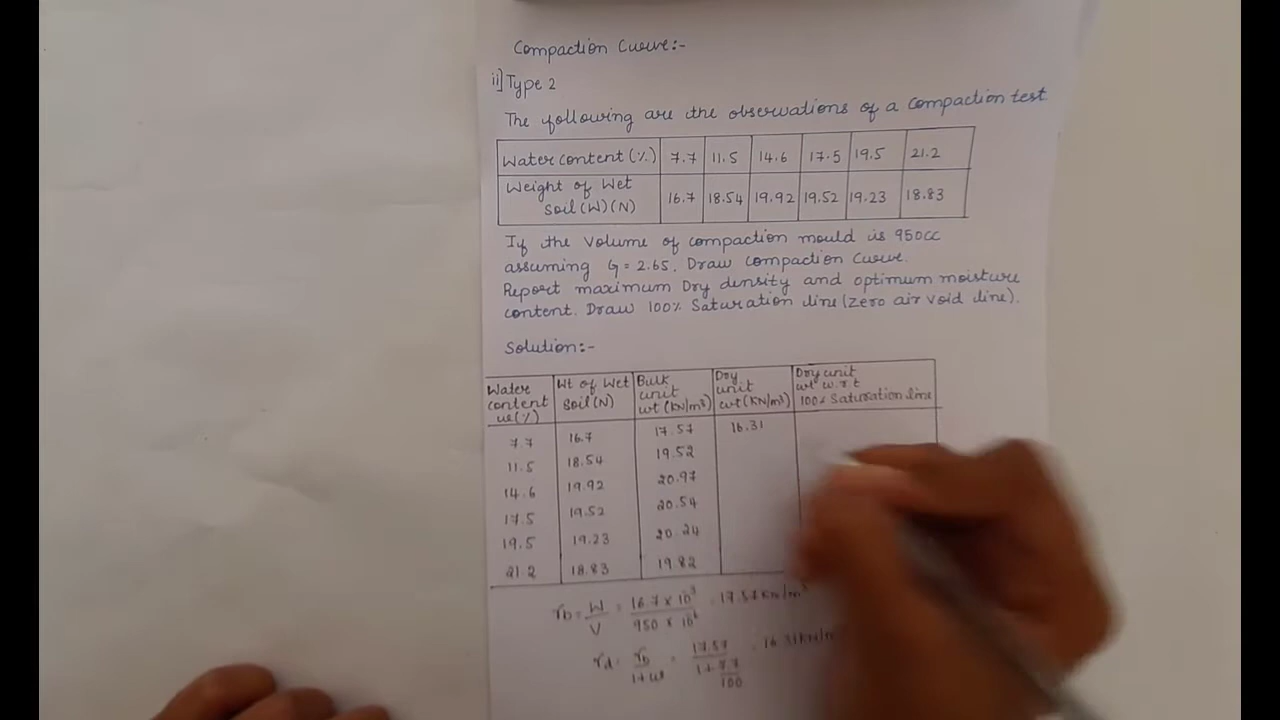 Compaction Curve:-
ii] Type 2
The following are the observations of a compaction test.
Water content (%) 7.7 11.5 14.6 17.5 19.5 21.2
Weight of Wet
Soil (W) (N) 16.7 18.54 19.92 19.52 19.23 18.83
If the Volume of compaction mould is 950cc
assuming G = 2.65. Draw compaction Curve.
Report maximum Dry density and optimum moisture
content. Draw 100% Saturation line (Zero air void line).
Solution:-
Water content w (%) Wt of Wet Soil (N) Bulk unit wt (KN/m³) Dry unit wt (KN/m³) Dry unit wt w.r.t 100% Saturation line
7.7 16.7 17.57 16.31
11.5 18.54 19.52
14.6 19.92 20.97
17.5 19.52 20.54
19.5 19.23 20.24
21.2 18.83 19.82
γb = W/V = 16.7 x 10⁻³ / 950 x 10⁻⁶ = 17.57 KN/m³
γd = γb / 1+w = 17.57 / 1+ 7.7/100 = 16.31 KN/m